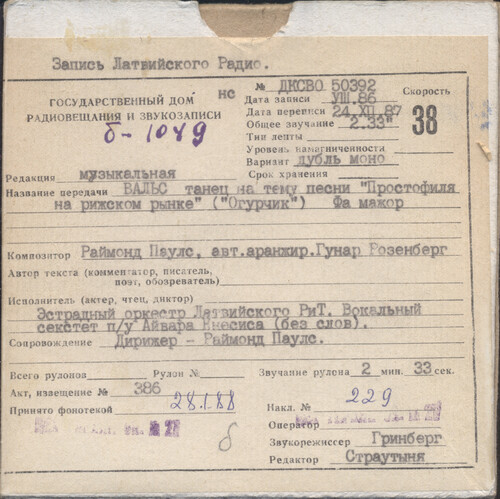 Запись Латвийского Радио.
нс
№ ДКСВО 50392
ГОСУДАРСТВЕННЫЙ ДОМ
РАДИОВЕЩАНИЯ И ЗВУКОЗАПИСИ
б-1049
Дата записи VIII.86
Дата переписи 24.XII.87
Общее звучание 2.33"
Тип ленты
Уровень намагниченности
Вариант дубль моно
Срок хранения
Скорость
38
Редакция музыкальная
Название передачи ВАЛЬС танец на тему песни "Простофиля
на рижском рынке" ("Огурчик") Фа мажор
Композитор Раймонд Паулс, авт.аранжир.Гунар Розенберг
Автор текста (комментатор, писатель,
поэт, обозреватель)
Исполнитель (актер, чтец, диктор)
Эстрадный оркестр Латвийского РиТ. Вокальный
секстет п/у Айвара (без слов).
Сопровождение Дирижер - Раймонд Паулс.
Всего рулонов Рулон № Звучание рулона 2 мин. 33 сек.
Акт, извещение № 386
Принято фонотекой 28.1.88
Накл. № 229
Оператор
б
Звукорежиссер Гринберг
Редактор Страутыня